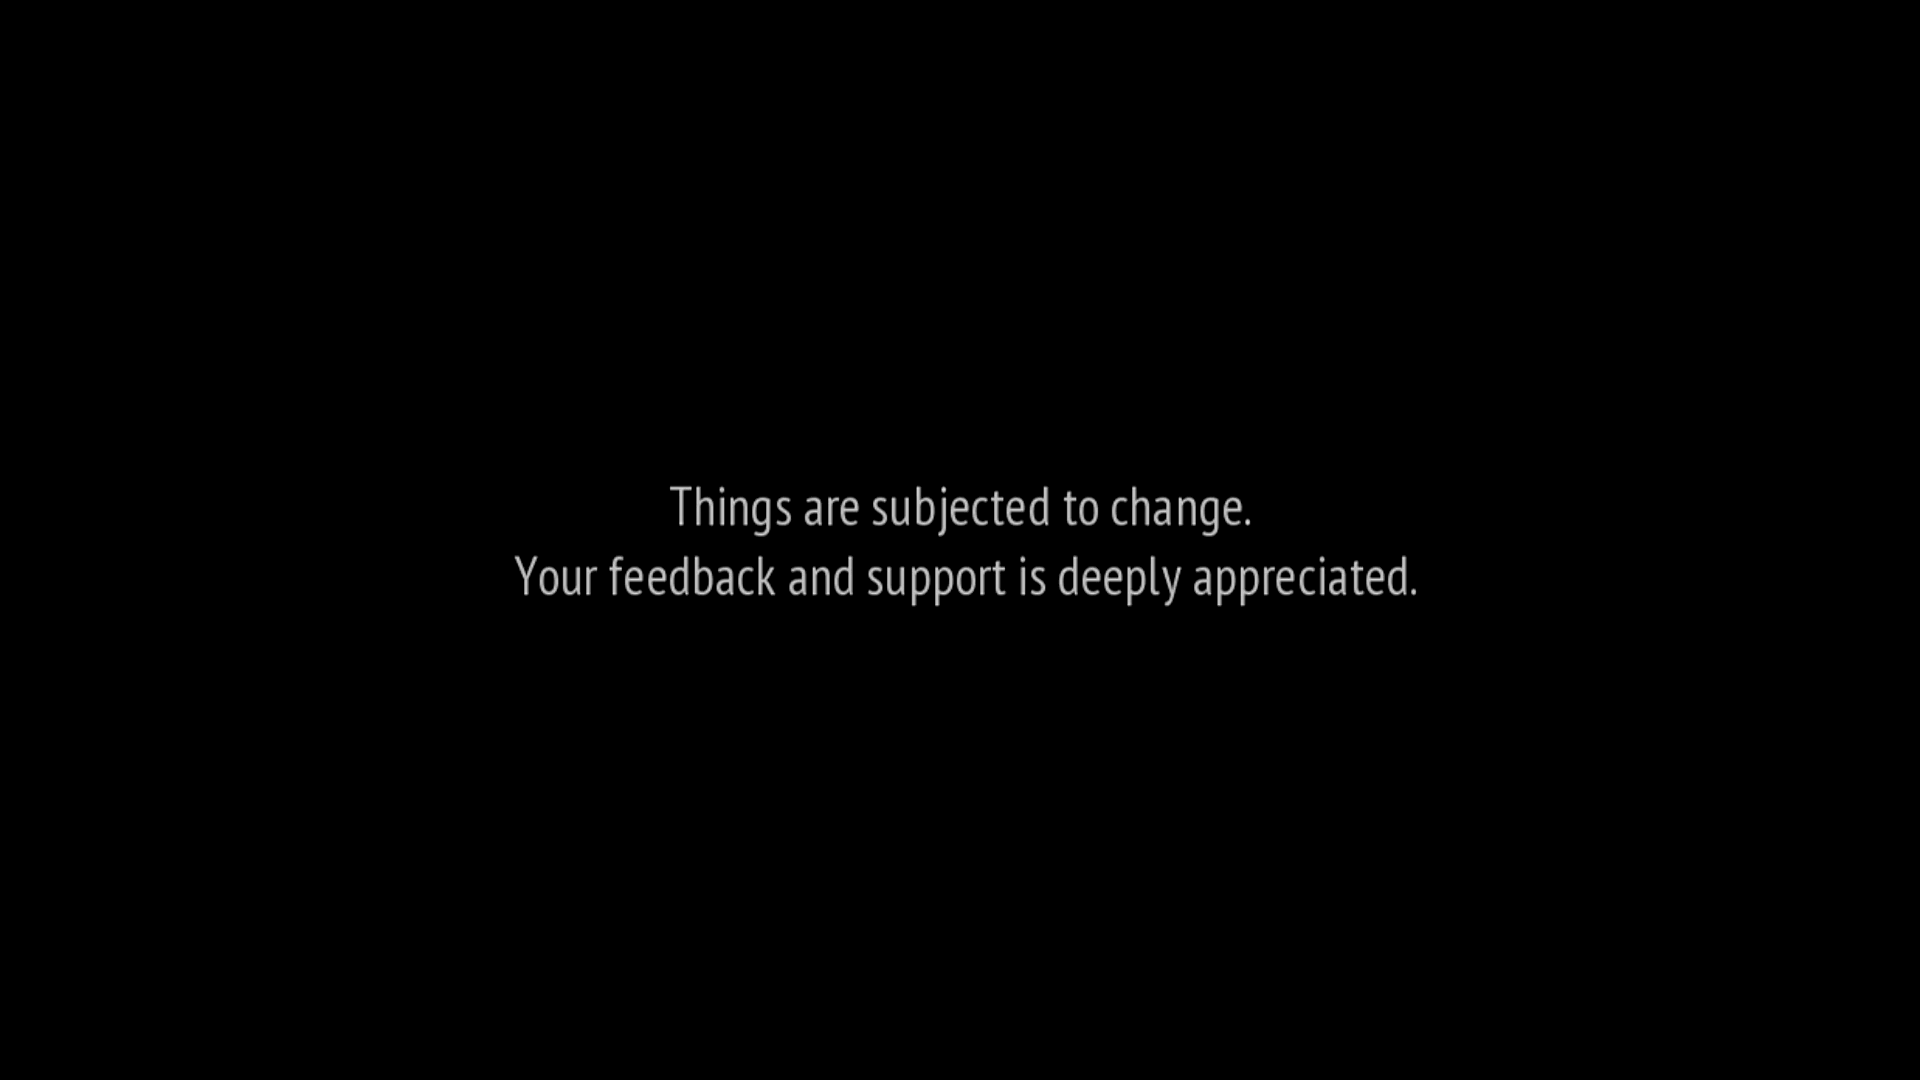 Things are subjected to change.
Your feedback and support is deeply appreciated.